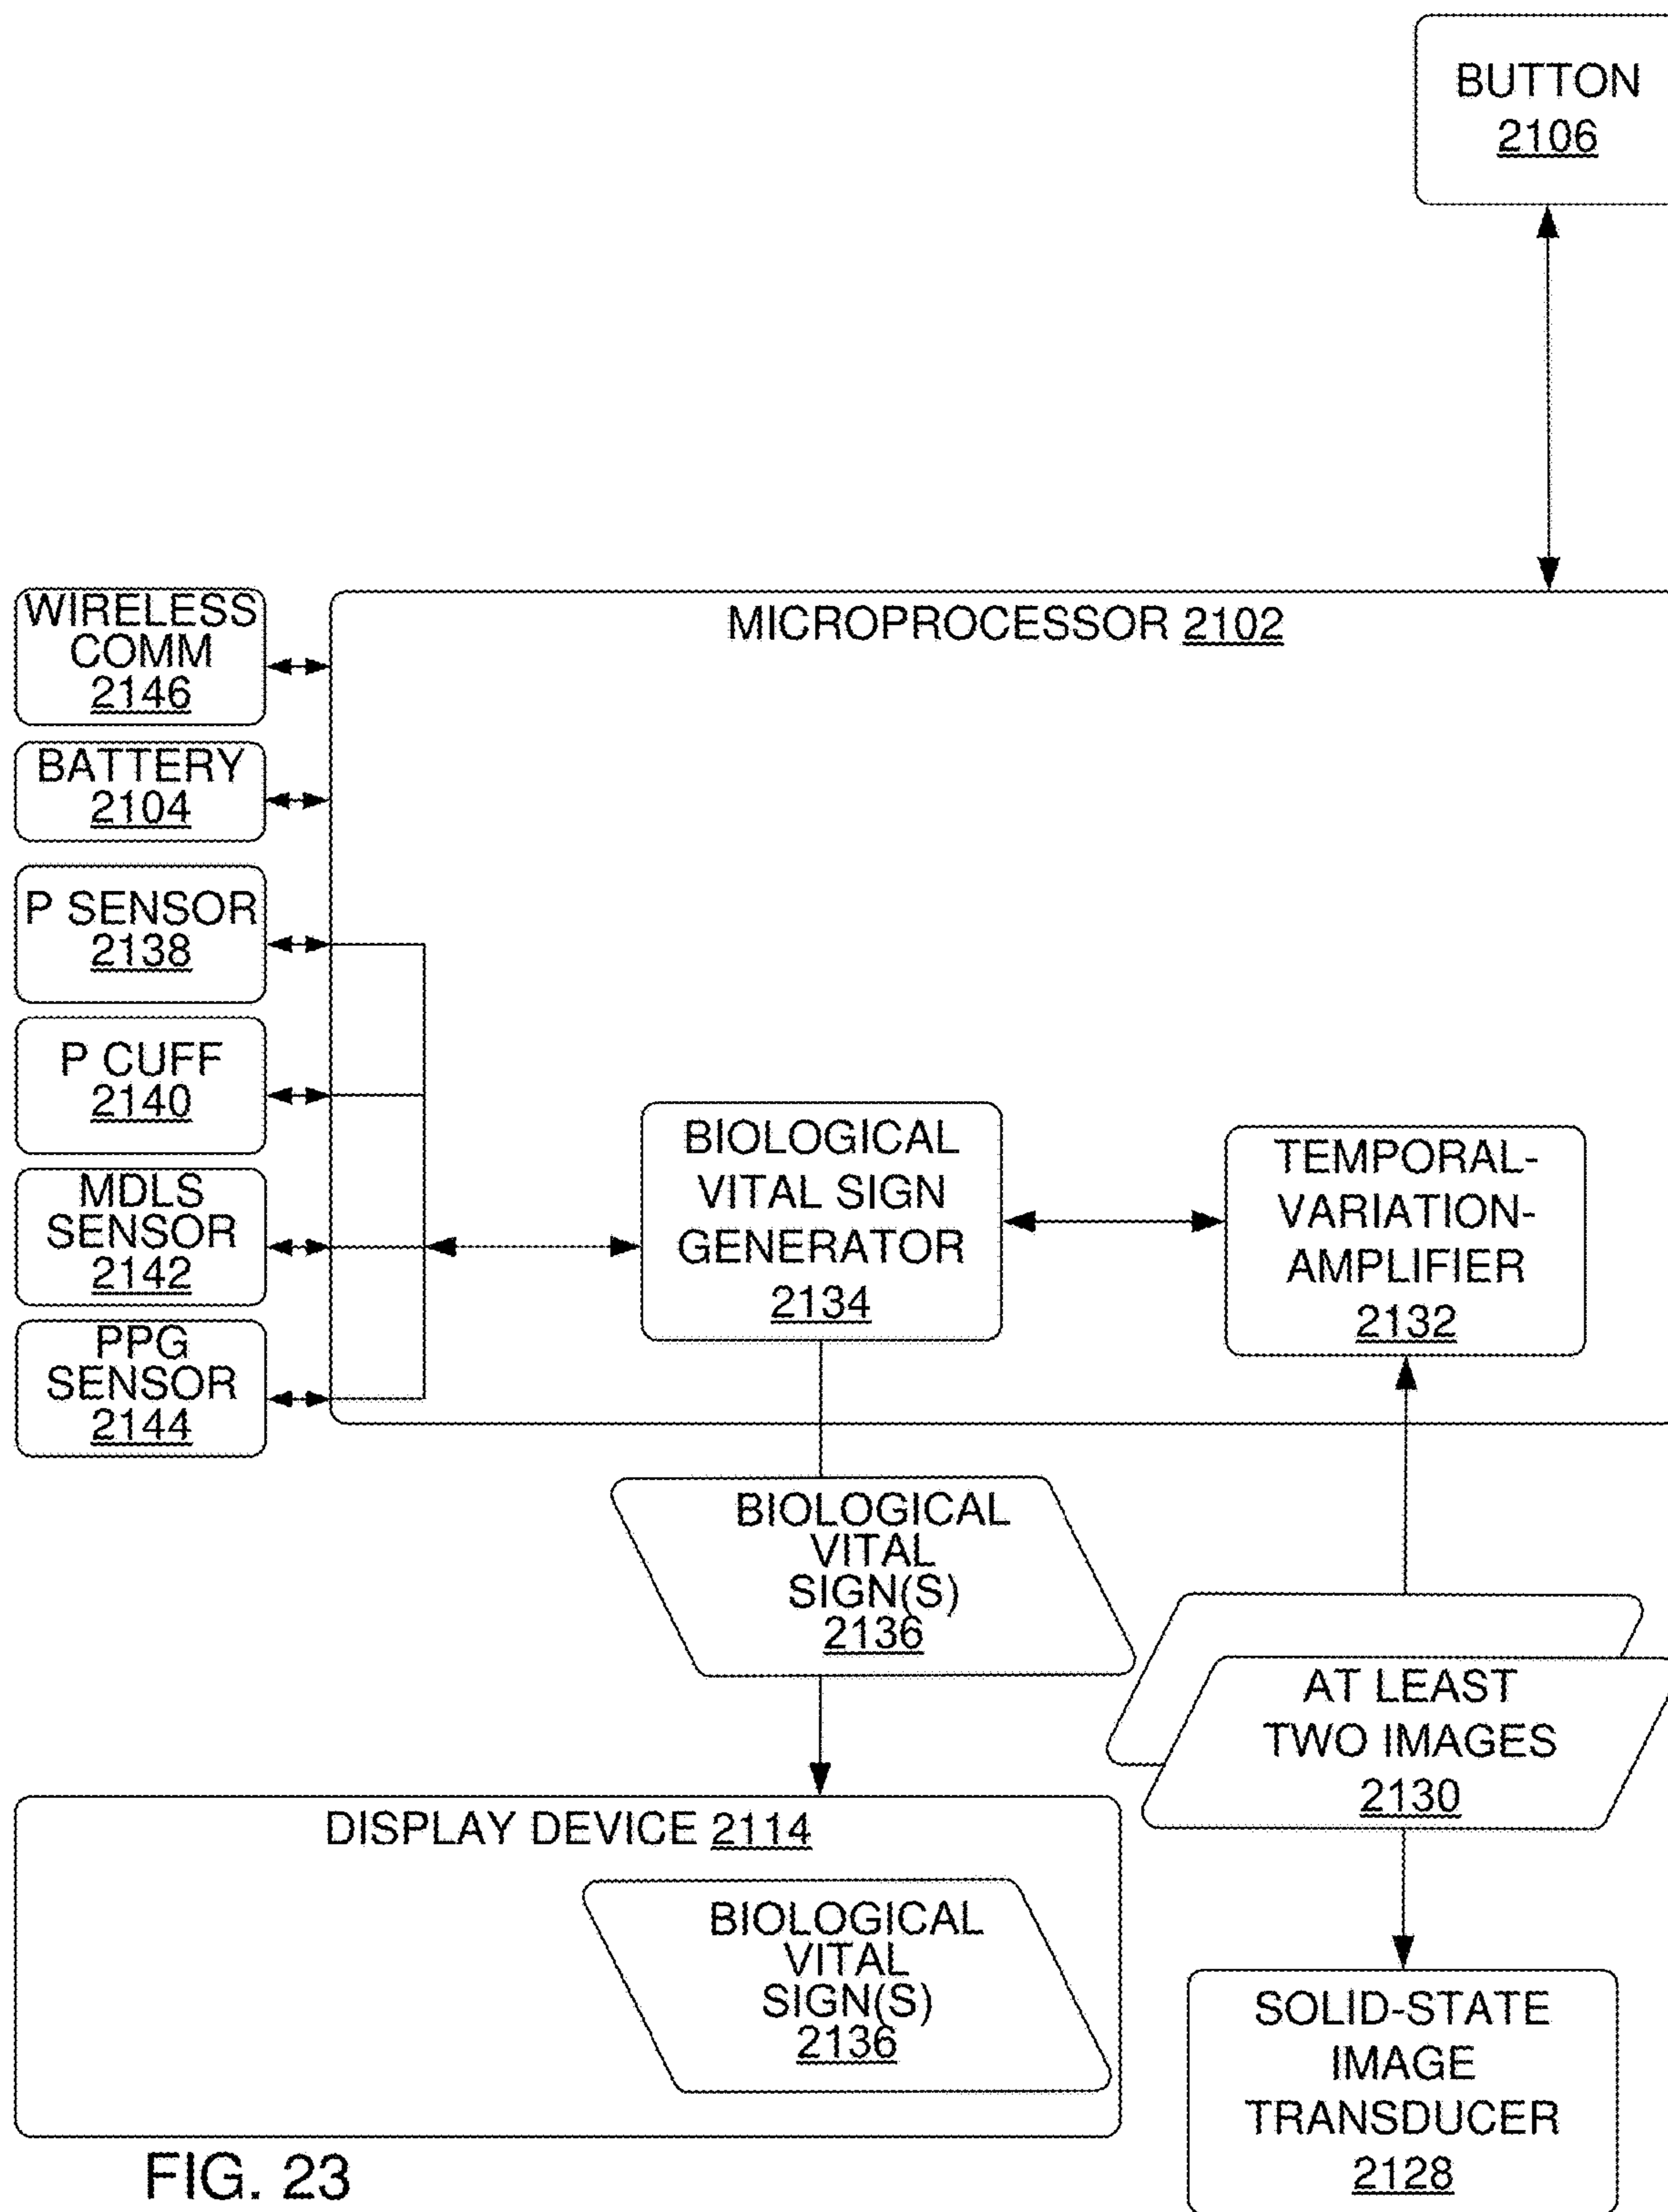 BUTTON
2106
MICROPROCESSOR 2102
WIRELESS
COMM
2146
BATTERY
2104
P SENSOR
2138
P CUFF
2140
MDLS
SENSOR
2142
PPG
SENSOR
2144
BIOLOGICAL
VITAL SIGN
GENERATOR
2134
TEMPORAL-
VARIATION-
AMPLIFIER
2132
BIOLOGICAL
VITAL
SIGN(S)
2136
AT LEAST
TWO IMAGES
2130
DISPLAY DEVICE 2114
BIOLOGICAL
VITAL
SIGN(S)
2136
SOLID-STATE
IMAGE
TRANSDUCER
2128
FIG. 23